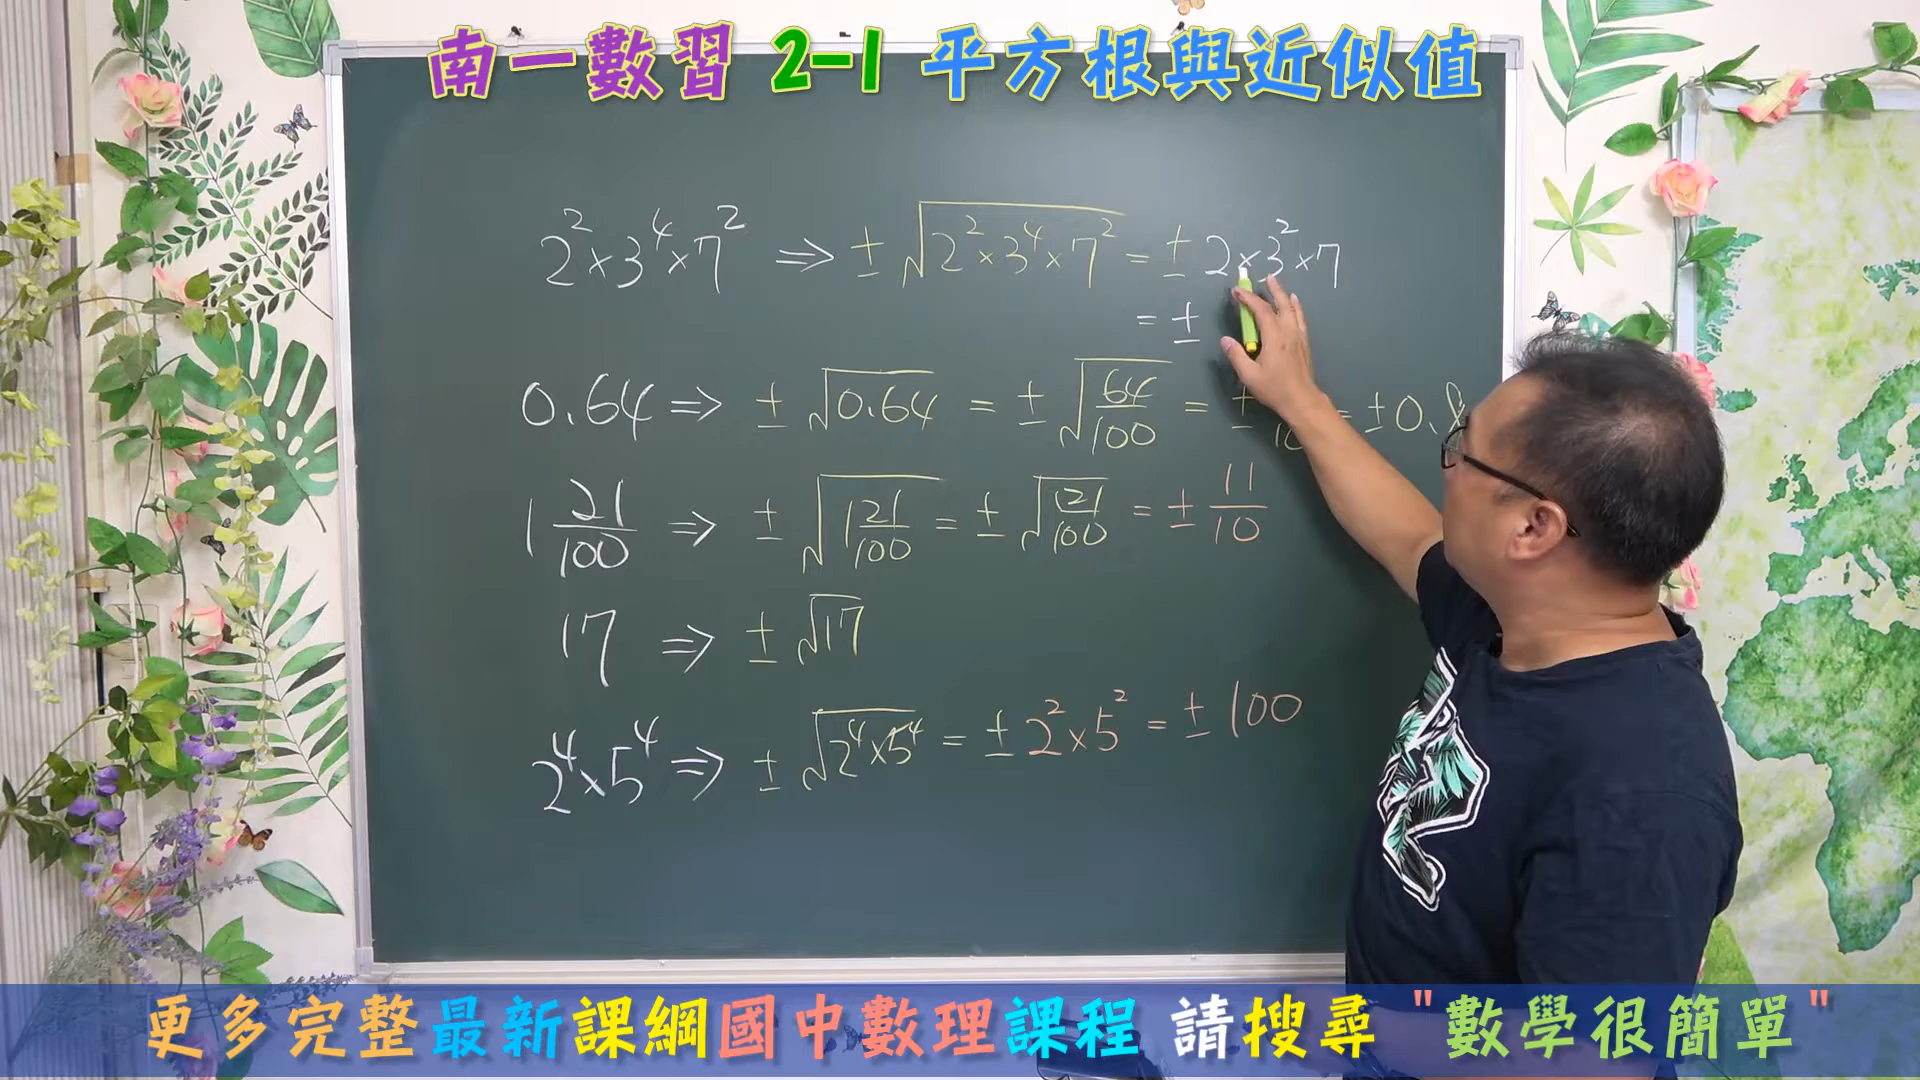 南一數習 2-1 平方根與近似值
2²×3⁴×7² ⇒ ±√(2²×3⁴×7²) = ±2×3²×7
= ±
0.64 ⇒ ±√0.64 = ±√(64/100) = ± = ±0.8
1 21/100 ⇒ ±√(1 21/100) = ±√(121/100) = ± 11/10
17 ⇒ ±√17
2⁴×5⁴ ⇒ ±√(2⁴×5⁴) = ±2²×5² = ±100
更多完整最新課綱國中數理課程 請搜尋 "數學很簡單"